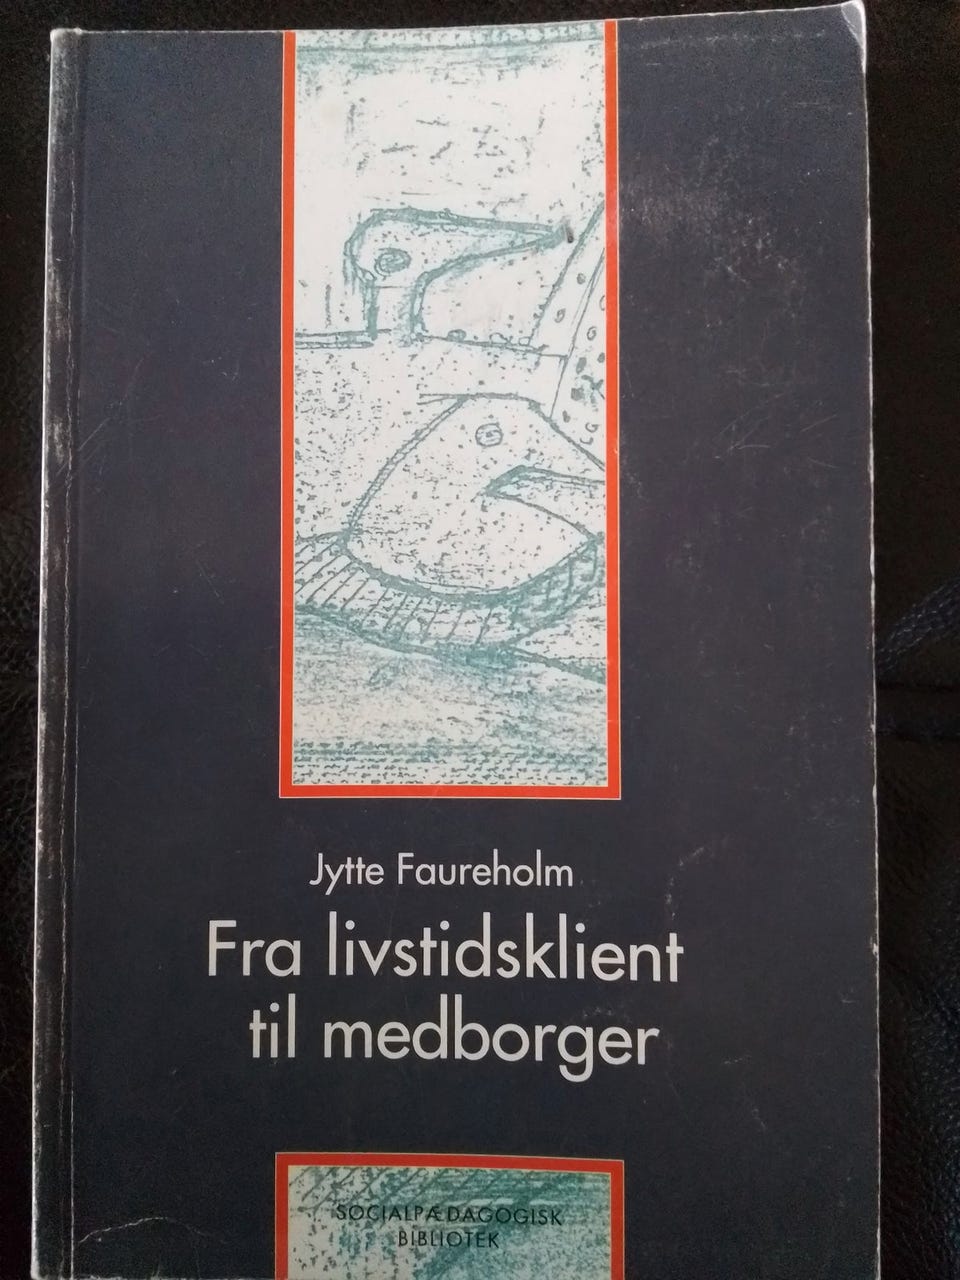 Jytte Faureholm
Fra livstidsklient
til medborger
SOCIALPÆDAGOGISK
BIBLIOTEK